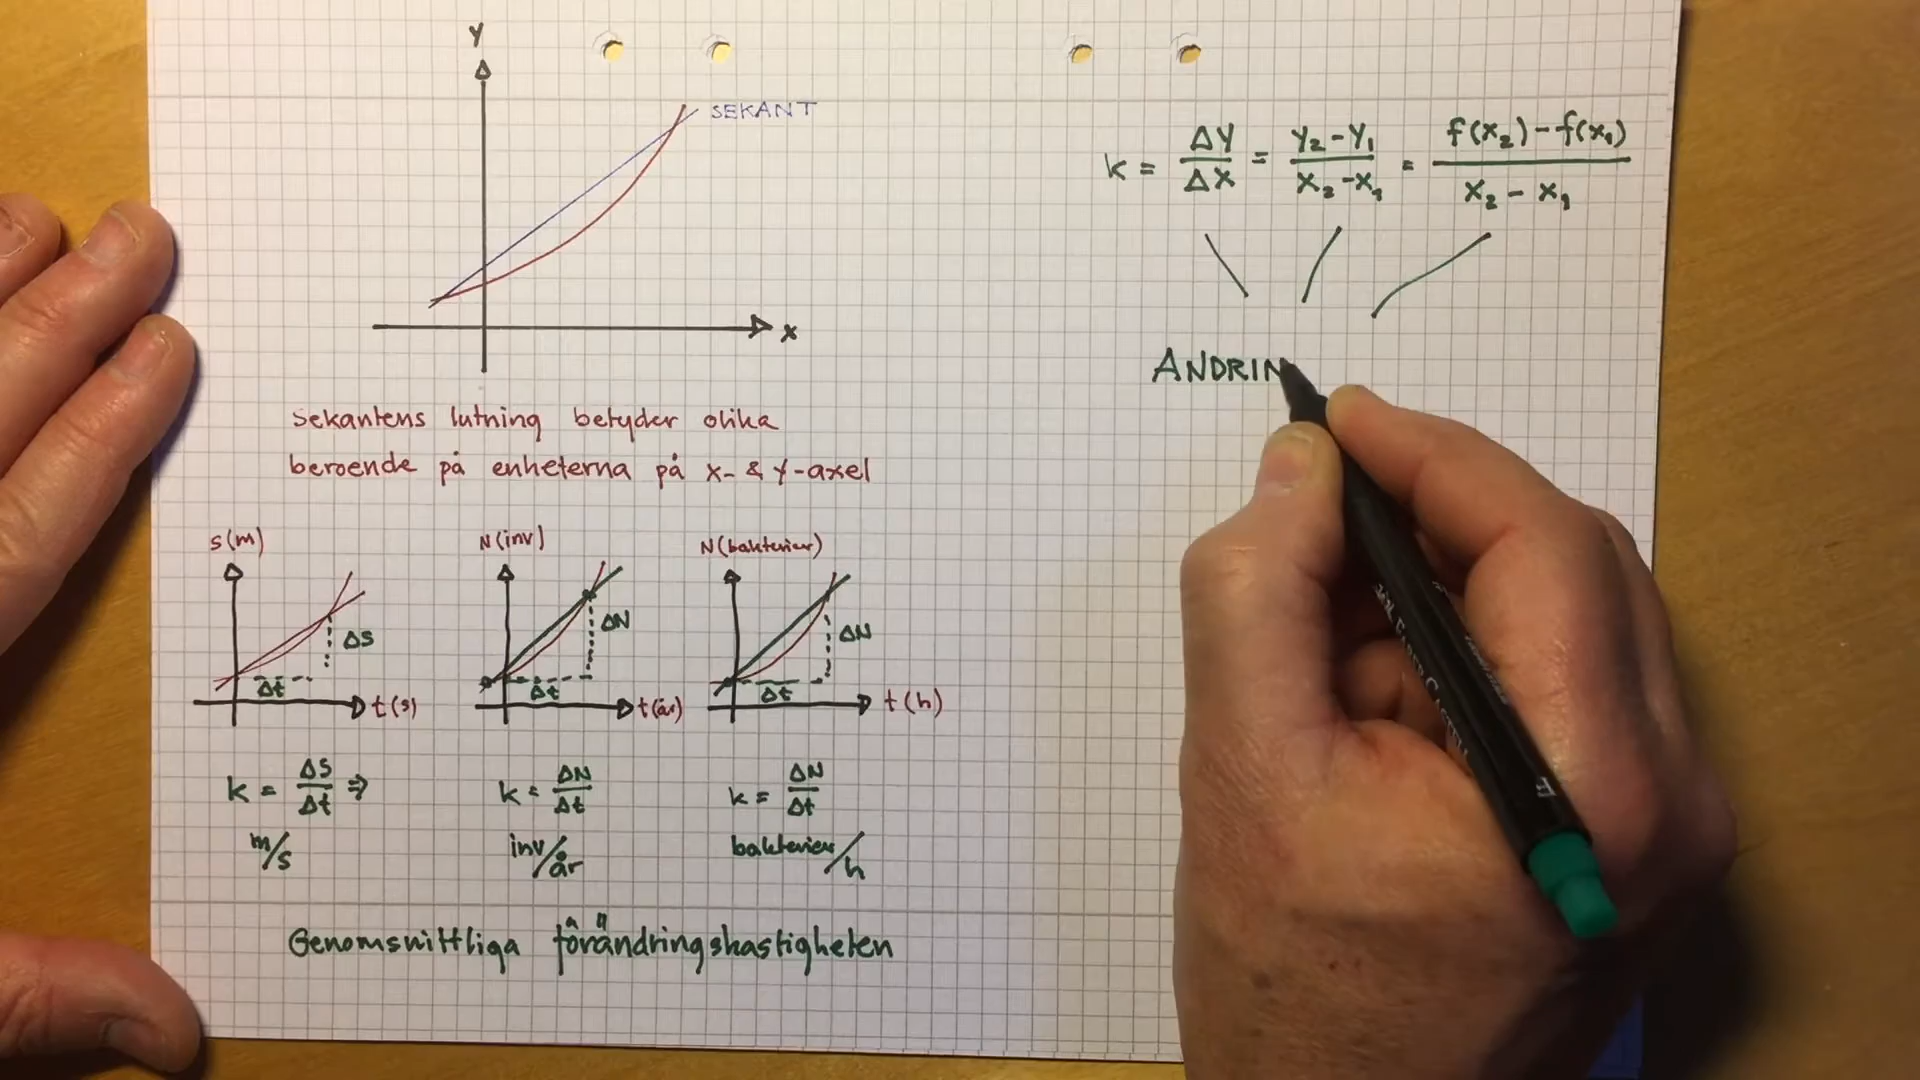 Y
SEKANT
X
k = ΔY/ΔX = Y₂-Y₁/X₂-X₁ = f(x₂)-f(x₁)/X₂-X₁
ANDRIN
Sekantens lutning betyder olika
beroende på enheterna på X- & Y-axel
S(m)
ΔS
Δt
t(s)
N(inv)
ΔN
Δt
t(år)
N(bakterier)
ΔN
Δt
t(h)
k = ΔS/Δt ⇒
m/s
k = ΔN/Δt
inv/år
k = ΔN/Δt
bakterier/h
Genomsnittliga förändringshastigheten